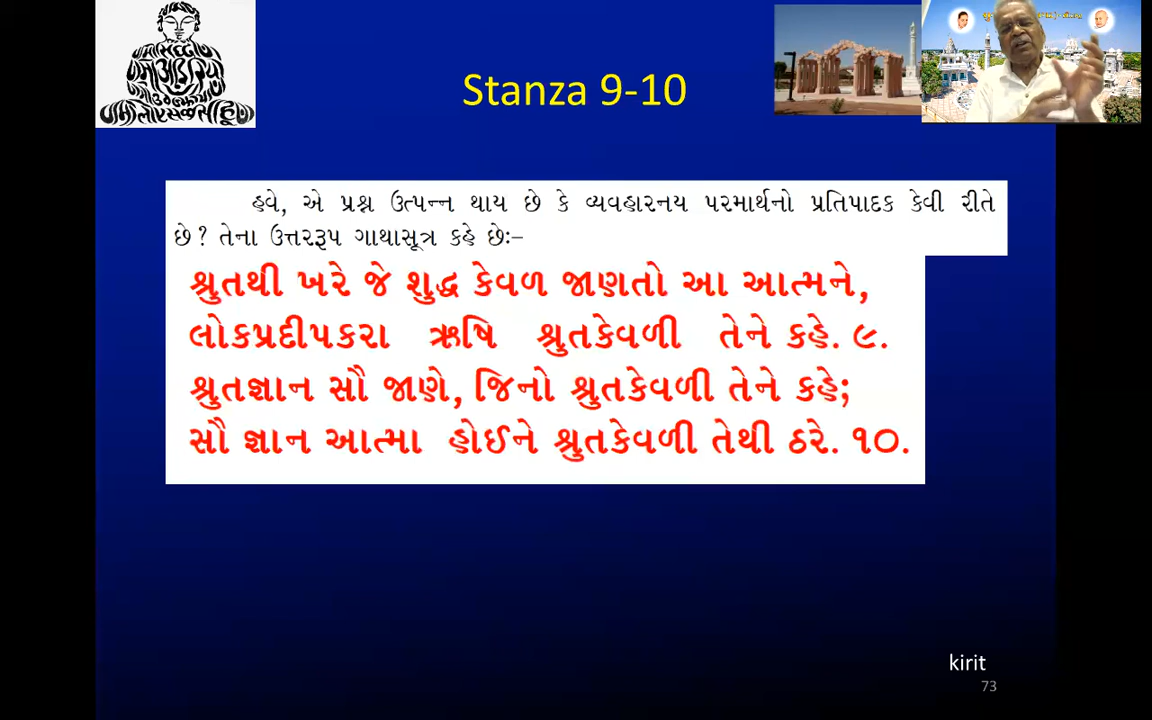 Stanza 9-10
હવે, એ પ્રશ્ન ઉત્પન્ન થાય છે કે વ્યવહારનય પરમાર્થનો પ્રતિપાદક કેવી રીતે
છે? તેના ઉત્તરરૂપ ગાથાસૂત્ર કહે છેઃ–
શ્રુતથી ખરે જે શુદ્ધ કેવળ જાણતો આ આત્મને,
લોકપ્રદીપકરા ઋષિ શ્રુતકેવળી તેને કહે. ૯.
શ્રુતજ્ઞાન સૌ જાણે, જિનો શ્રુતકેવળી તેને કહે;
સૌ જ્ઞાન આત્મા હોઈને શ્રુતકેવળી તેથી ઠરે. ૧૦.
kirit
73